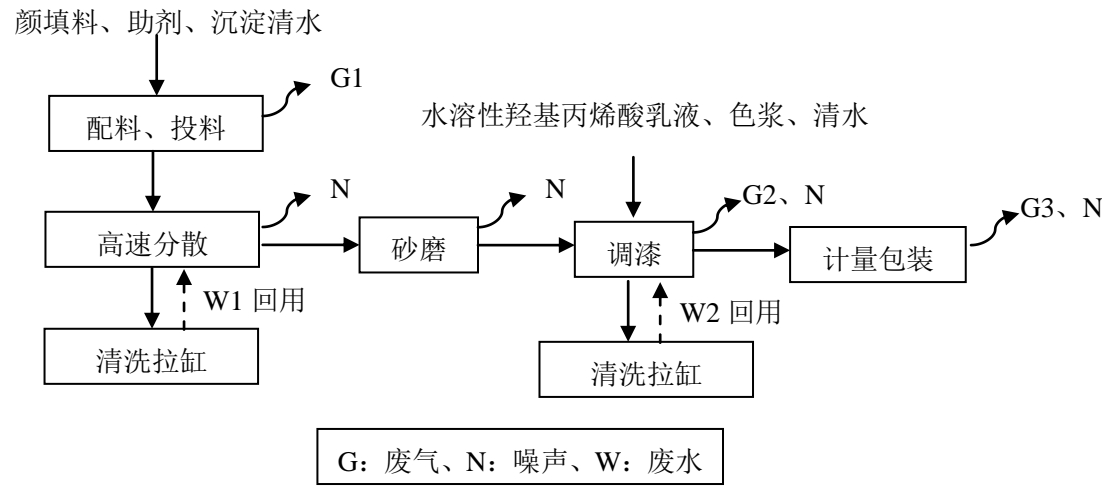 颜填料、助剂、沉淀清水
G1
配料、投料
水溶性羟基丙烯酸乳液、色浆、清水
N
N
G2、N
G3、N
高速分散
砂磨
调漆
计量包装
W1 回用
W2 回用
清洗拉缸
清洗拉缸
G：废气、N：噪声、W：废水